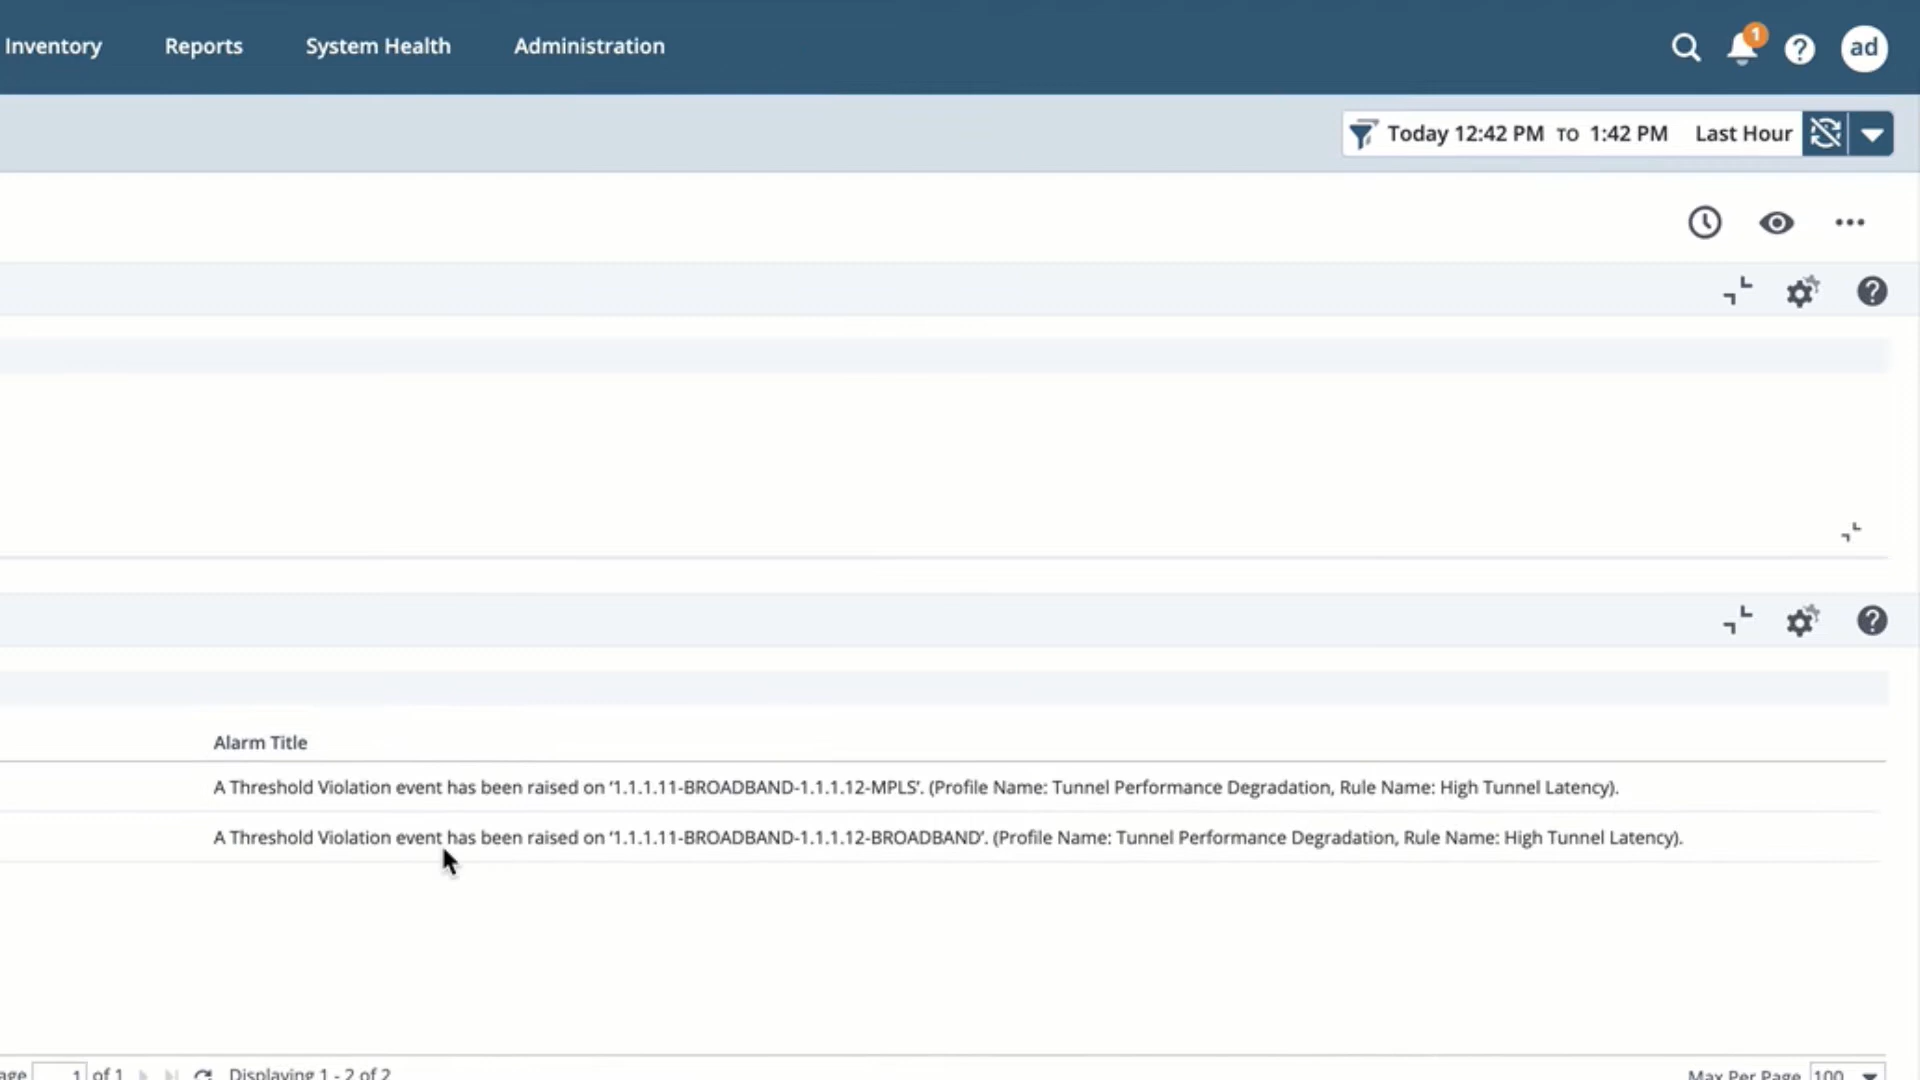 Inventory Reports System Health Administration 1 ad
Today 12:42 PM TO 1:42 PM Last Hour
Alarm Title
A Threshold Violation event has been raised on '1.1.1.11-BROADBAND-1.1.1.12-MPLS'. (Profile Name: Tunnel Performance Degradation, Rule Name: High Tunnel Latency).
A Threshold Violation event has been raised on '1.1.1.11-BROADBAND-1.1.1.12-BROADBAND'. (Profile Name: Tunnel Performance Degradation, Rule Name: High Tunnel Latency).
age 1 of 1 Displaying 1 - 2 of 2 Max Per Page 100